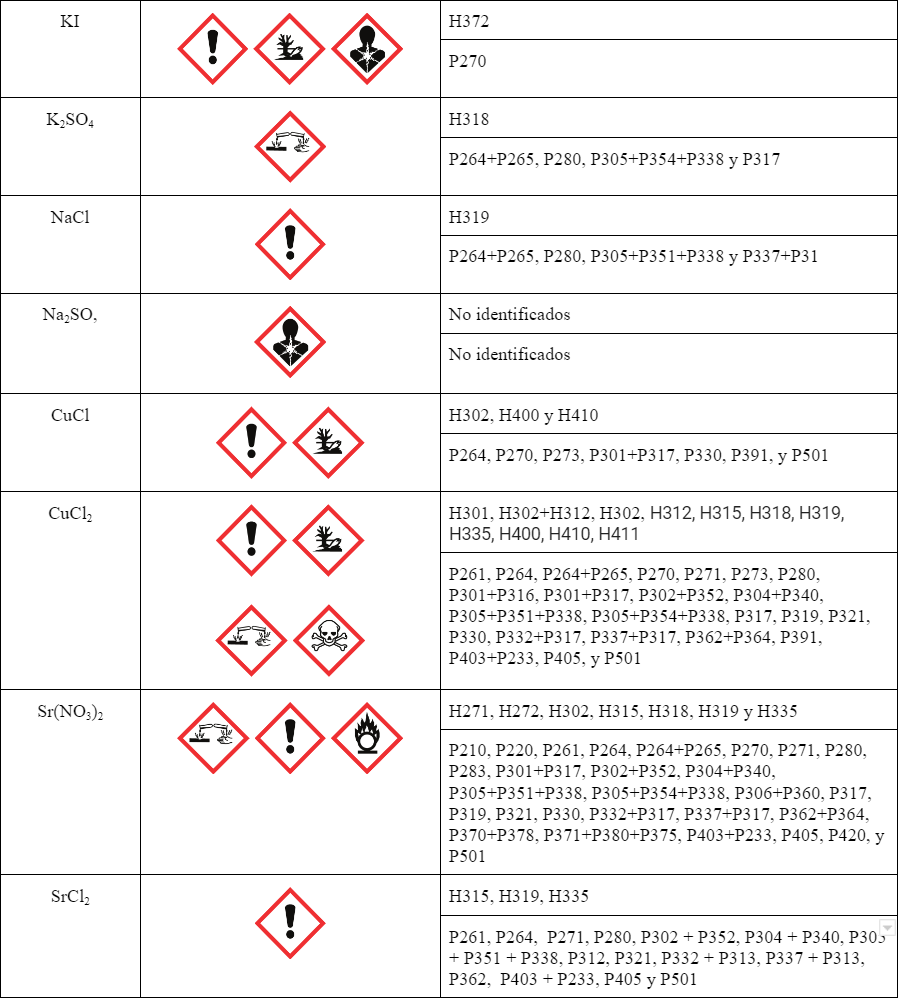 KI
H372
P270
K₂SO₄
H318
P264+P265, P280, P305+P354+P338 y P317
NaCl
H319
P264+P265, P280, P305+P351+P338 y P337+P31
Na₂SO,
No identificados
No identificados
CuCl
H302, H400 y H410
P264, P270, P273, P301+P317, P330, P391, y P501
CuCl₂
H301, H302+H312, H302, H312, H315, H318, H319,
H335, H400, H410, H411
P261, P264, P264+P265, P270, P271, P273, P280,
P301+P316, P301+P317, P302+P352, P304+P340,
P305+P351+P338, P305+P354+P338, P317, P319, P321,
P330, P332+P317, P337+P317, P362+P364, P391,
P403+P233, P405, y P501
Sr(NO₃)₂
H271, H272, H302, H315, H318, H319 y H335
P210, P220, P261, P264, P264+P265, P270, P271, P280,
P283, P301+P317, P302+P352, P304+P340,
P305+P351+P338, P305+P354+P338, P306+P360, P317,
P319, P321, P330, P332+P317, P337+P317, P362+P364,
P370+P378, P371+P380+P375, P403+P233, P405, P420, y
P501
SrCl₂
H315, H319, H335
P261, P264, P271, P280, P302 + P352, P304 + P340, P305
+ P351 + P338, P312, P321, P332 + P313, P337 + P313,
P362, P403 + P233, P405 y P501